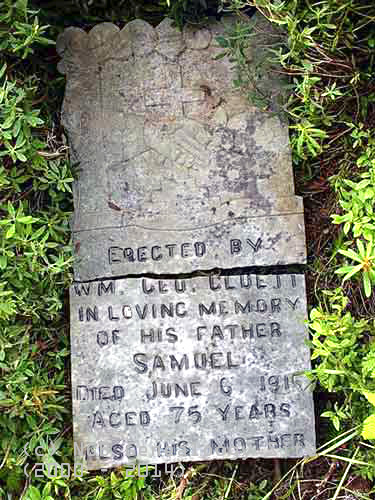 ERECTED BY
WM. GEO. CLUETT
IN LOVING MEMORY
OF HIS FATHER
SAMUEL
DIED JUNE 6 1915
AGED 75 YEARS
ALSO HIS MOTHER